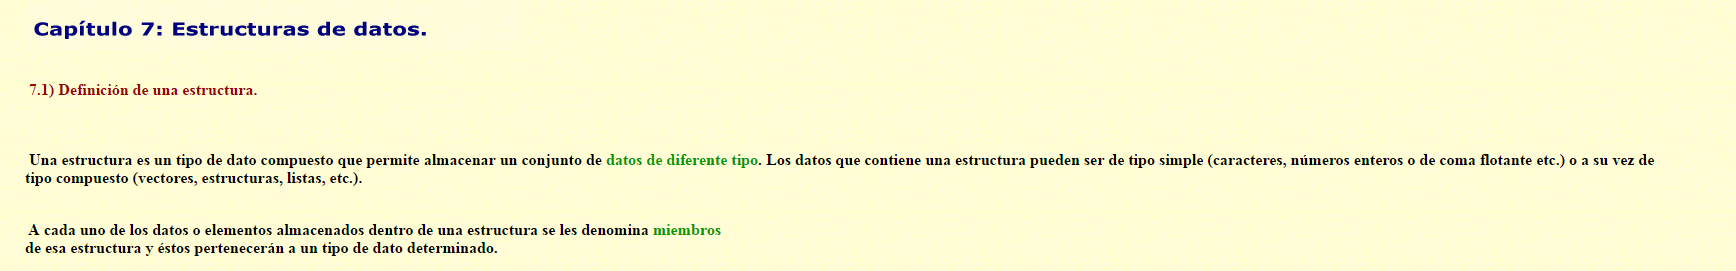 Capítulo 7: Estructuras de datos.
7.1) Definición de una estructura.
Una estructura es un tipo de dato compuesto que permite almacenar un conjunto de datos de diferente tipo. Los datos que contiene una estructura pueden ser de tipo simple (caracteres, números enteros o de coma flotante etc.) o a su vez de
tipo compuesto (vectores, estructuras, listas, etc.).
A cada uno de los datos o elementos almacenados dentro de una estructura se les denomina miembros
de esa estructura y éstos pertenecerán a un tipo de dato determinado.